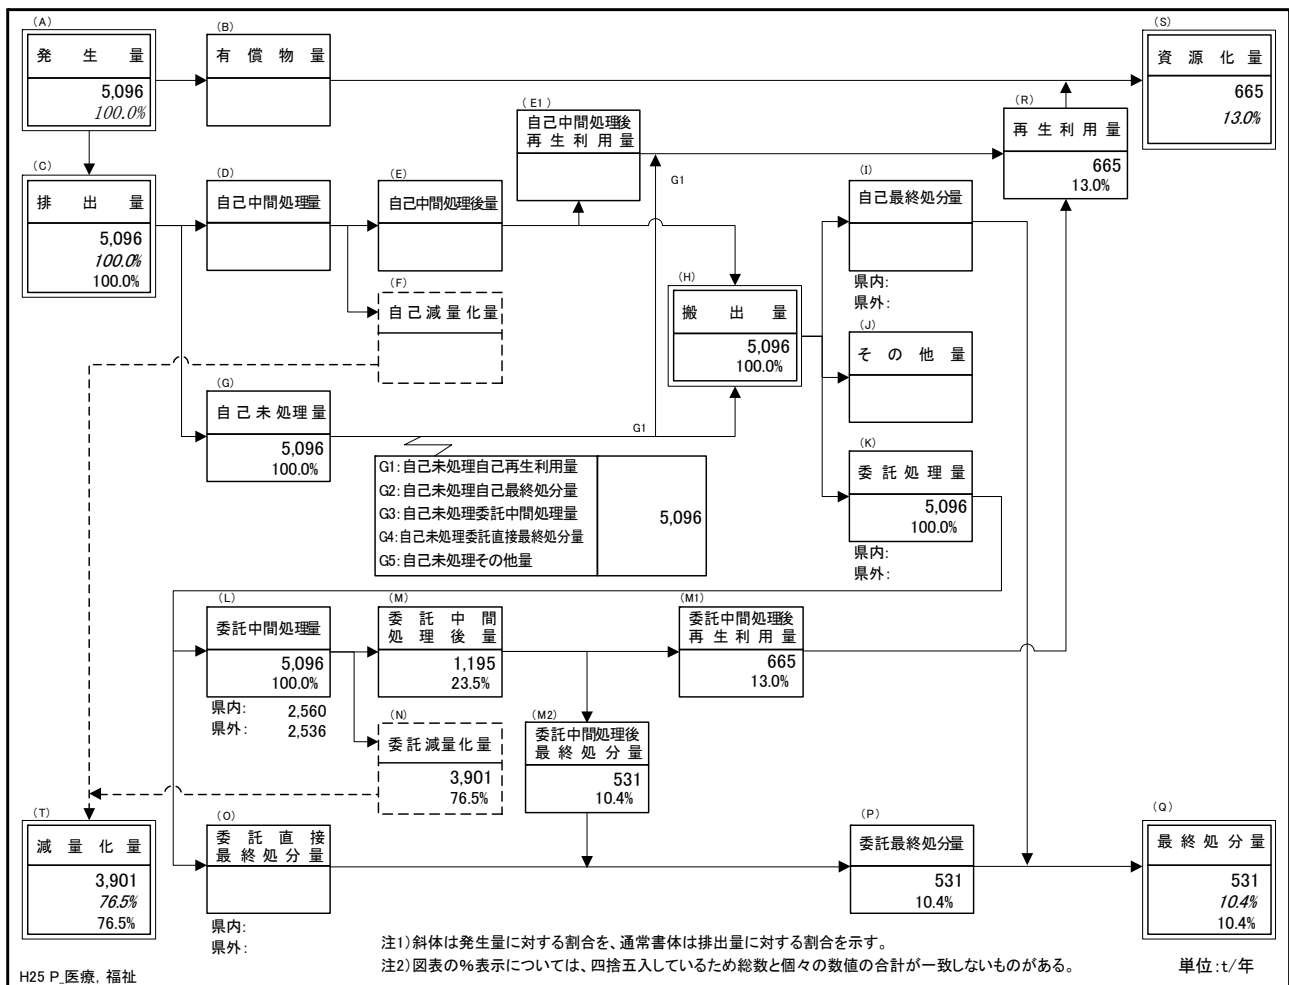 (A)
発生量
5,096
100.0%
(B)
有償物量
(S)
資源化量
665
13.0%
(E1)
自己中間処理後
再生利用量
(R)
再生利用量
665
13.0%
(C)
排出量
5,096
100.0%
100.0%
(D)
自己中間処理量
(E)
自己中間処理後量
G1
(I)
自己最終処分量
県内:
県外:
(F)
自己減量化量
(H)
搬出量
5,096
100.0%
(J)
その他量
(G)
自己未処理量
5,096
100.0%
G1
G1:自己未処理自己再生利用量
G2:自己未処理自己最終処分量
G3:自己未処理委託中間処理量
G4:自己未処理委託直接最終処分量
G5:自己未処理その他量
5,096
(K)
委託処理量
5,096
100.0%
県内:
県外:
(L)
委託中間処理量
5,096
100.0%
県内: 2,560
県外: 2,536
(M)
委託中間
処理後量
1,195
23.5%
(M1)
委託中間処理後
再生利用量
665
13.0%
(N)
委託減量化量
3,901
76.5%
(M2)
委託中間処理後
最終処分量
531
10.4%
(T)
減量化量
3,901
76.5%
76.5%
(O)
委託直接
最終処分量
県内:
県外:
(P)
委託最終処分量
531
10.4%
(Q)
最終処分量
531
10.4%
10.4%
注1)斜体は発生量に対する割合を、通常書体は排出量に対する割合を示す。
注2)図表の%表示については、四捨五入しているため総数と個々の数値の合計が一致しないものがある。
単位:t/年
H25 P_医療, 福祉